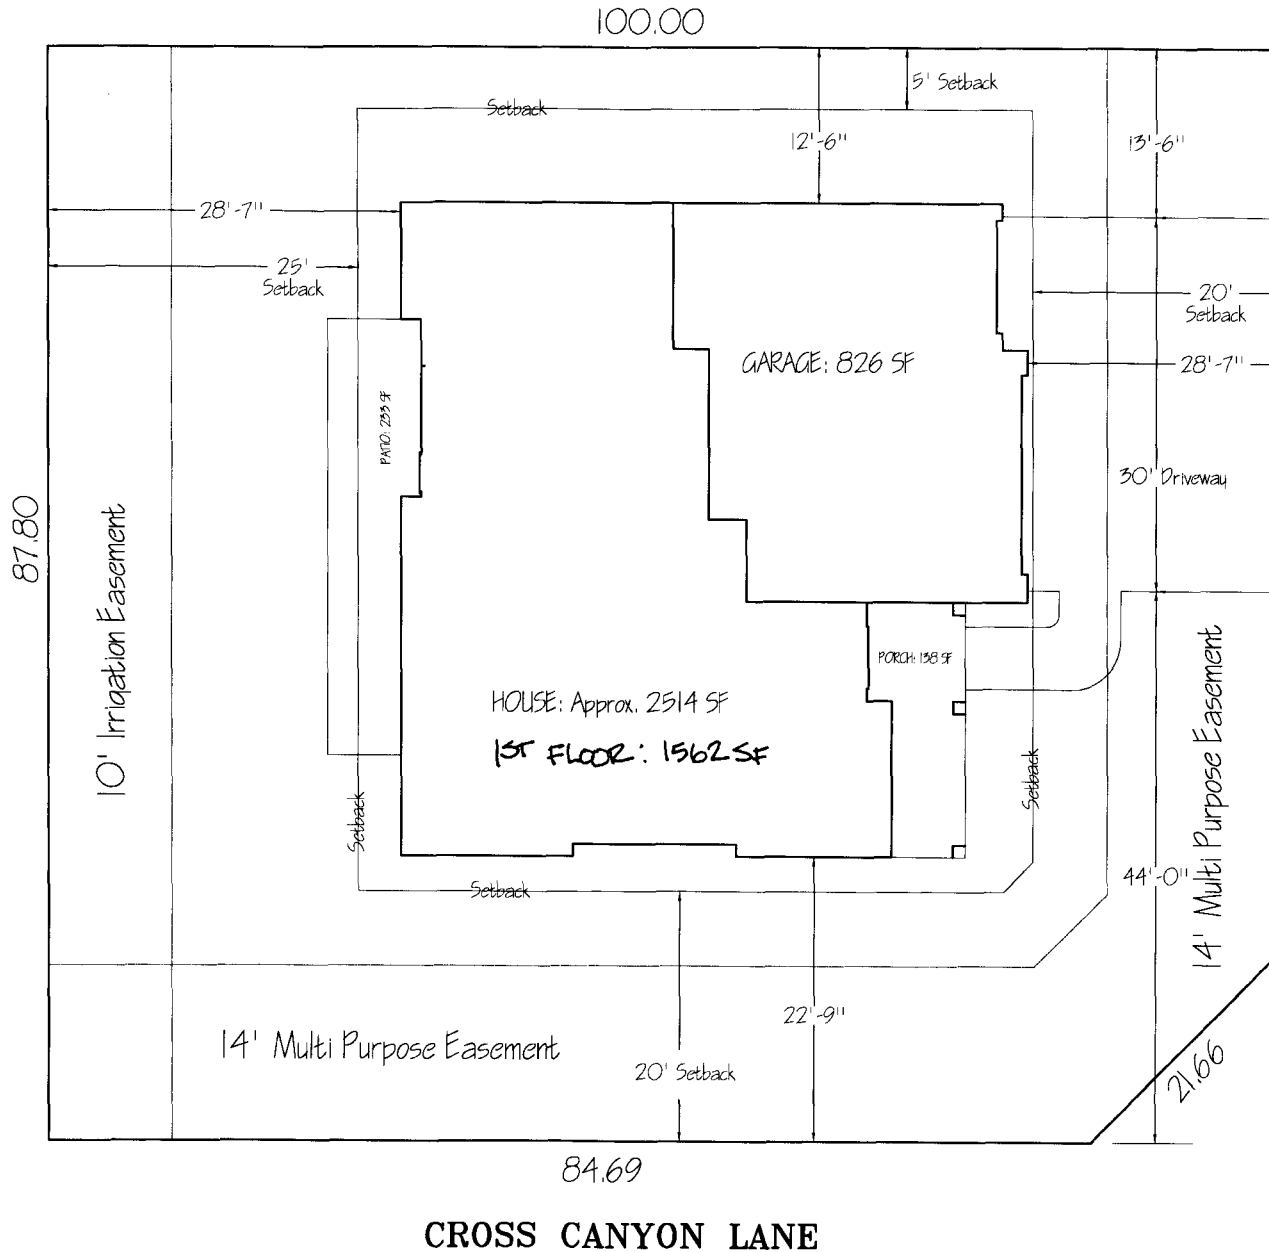 100.00
5' Setback
Setback
12'-6"
13'-6"
28'-7"
25'
Setback
20'
Setback
GARAGE: 826 SF
28'-7"
PATIO: 233 SF
30' Driveway
87.80
10' Irrigation Easement
PORCH: 138 SF
HOUSE: Approx. 2514 SF
1ST FLOOR: 1562 SF
14' Multi Purpose Easement
Setback
Setback
44'-0"
Setback
22'-9"
14' Multi Purpose Easement
20' Setback
21.66
84.69
CROSS CANYON LANE